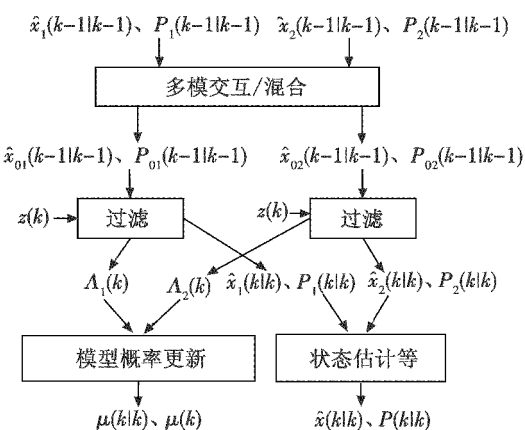 x̂₁(k−1|k−1)、P₁(k−1|k−1) x̂₂(k−1|k−1)、P₂(k−1|k−1)
多模交互/混合
x̂₀₁(k−1|k−1)、P₀₁(k−1|k−1) x̂₀₂(k−1|k−1)、P₀₂(k−1|k−1)
z(k) 过滤 z(k) 过滤
Λ₁(k) Λ₂(k) x̂₁(k|k)、P₁(k|k) x̂₂(k|k)、P₂(k|k)
模型概率更新 状态估计等
μ(k|k)、μ(k) x̂(k|k)、P(k|k)